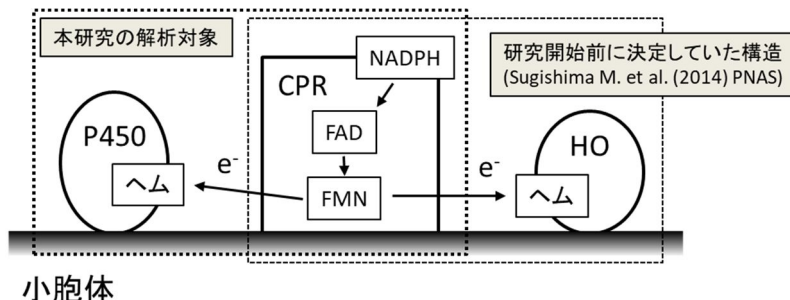 本研究の解析対象
研究開始前に決定していた構造
(Sugishima M. et al. (2014) PNAS)
NADPH
CPR
FAD
FMN
P450
ヘム
e-
e-
HO
ヘム
小胞体